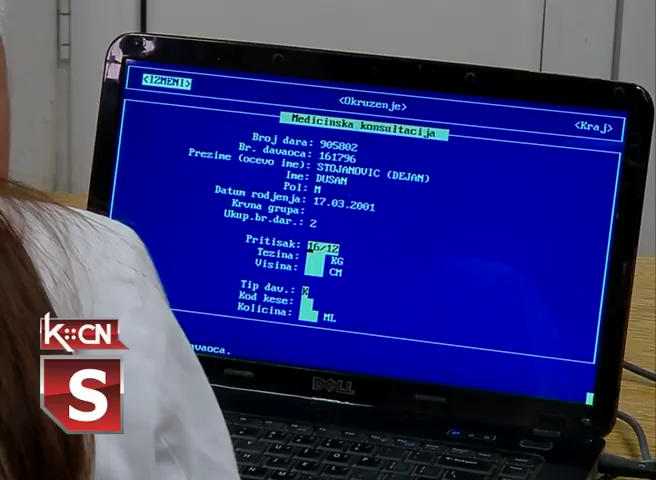 <IZMENI>
<Okruzenje>
<Kraj>
Medicinska konsultacija
Broj dara: 905802
Br. davaoca: 161796
Prezime (ocevo ime): STOJANOVIC (DEJAN)
Ime: DUSAN
Pol: M
Datum rodjenja: 17.03.2001
Krvna grupa:
Ukup.br.dar.: 2
Pritisak: 16/12
Tezina: KG
Visina: CM
Tip dav.: K
Kod kese:
Kolicina: ML
avaoca.
K::CN
S
DELL